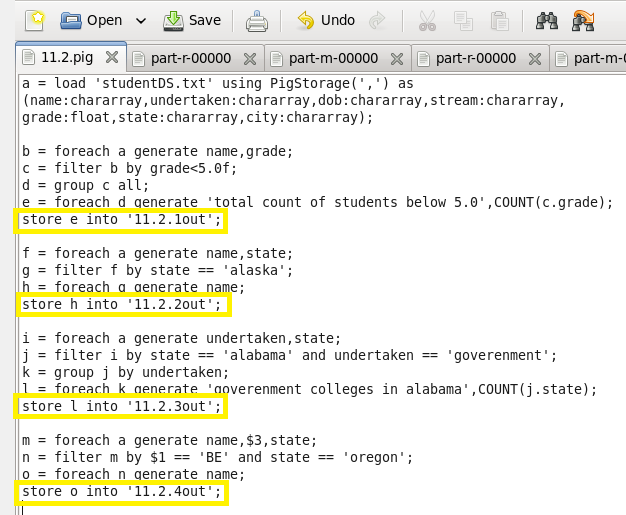 Open Save Undo
11.2.pig part-r-00000 part-m-00000 part-r-00000 part-m-0
a = load 'studentDS.txt' using PigStorage(',') as
(name:chararray,undertaken:chararray,dob:chararray,stream:chararray,
grade:float,state:chararray,city:chararray);
b = foreach a generate name,grade;
c = filter b by grade<5.0f;
d = group c all;
e = foreach d generate 'total count of students below 5.0',COUNT(c.grade);
store e into '11.2.1out';
f = foreach a generate name,state;
g = filter f by state == 'alaska';
h = foreach g generate name;
store h into '11.2.2out';
i = foreach a generate undertaken,state;
j = filter i by state == 'alabama' and undertaken == 'goverenment';
k = group j by undertaken;
l = foreach k generate 'goverenment colleges in alabama',COUNT(j.state);
store l into '11.2.3out';
m = foreach a generate name,$3,state;
n = filter m by $1 == 'BE' and state == 'oregon';
o = foreach n generate name;
store o into '11.2.4out';